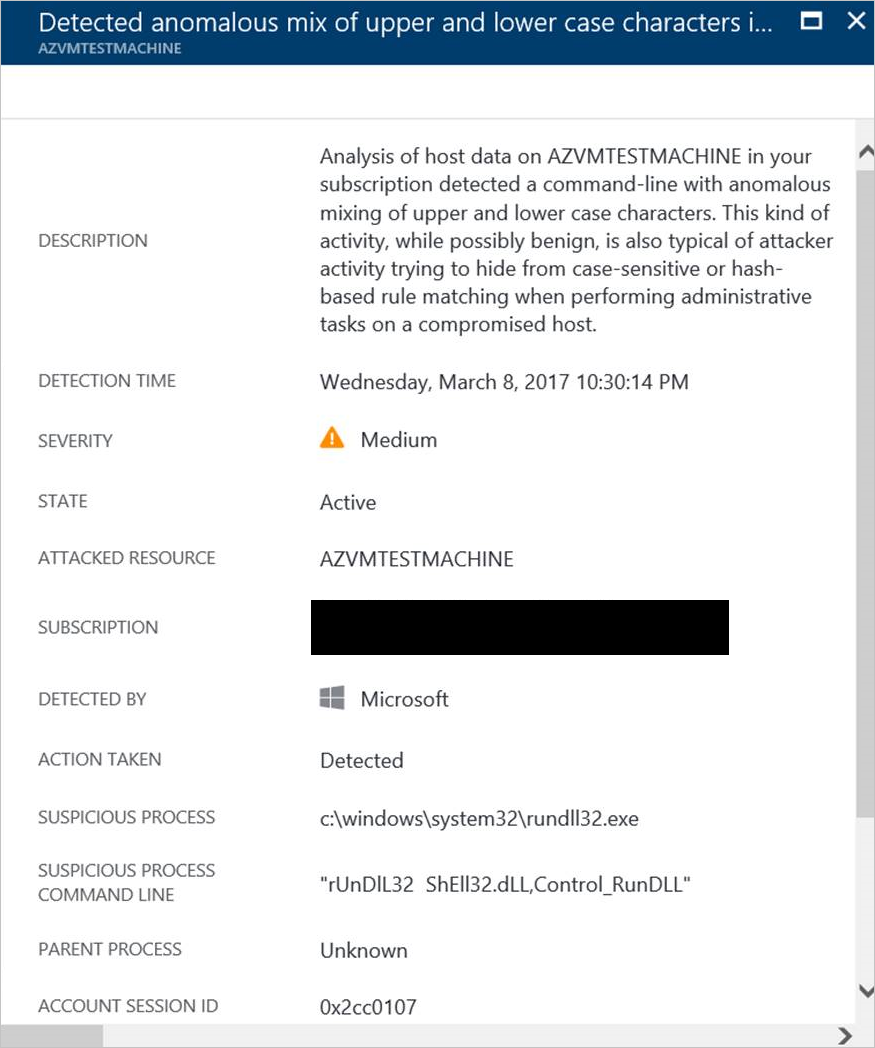 Detected anomalous mix of upper and lower case characters i...
AZVMTESTMACHINE
DESCRIPTION
Analysis of host data on AZVMTESTMACHINE in your
subscription detected a command-line with anomalous
mixing of upper and lower case characters. This kind of
activity, while possibly benign, is also typical of attacker
activity trying to hide from case-sensitive or hash-
based rule matching when performing administrative
tasks on a compromised host.
DETECTION TIME
Wednesday, March 8, 2017 10:30:14 PM
SEVERITY
Medium
STATE
Active
ATTACKED RESOURCE
AZVMTESTMACHINE
SUBSCRIPTION
DETECTED BY
Microsoft
ACTION TAKEN
Detected
SUSPICIOUS PROCESS
c:\windows\system32\rundll32.exe
SUSPICIOUS PROCESS
COMMAND LINE
"rUnDlL32  ShEll32.dLL,Control_RunDLL"
PARENT PROCESS
Unknown
ACCOUNT SESSION ID
0x2cc0107